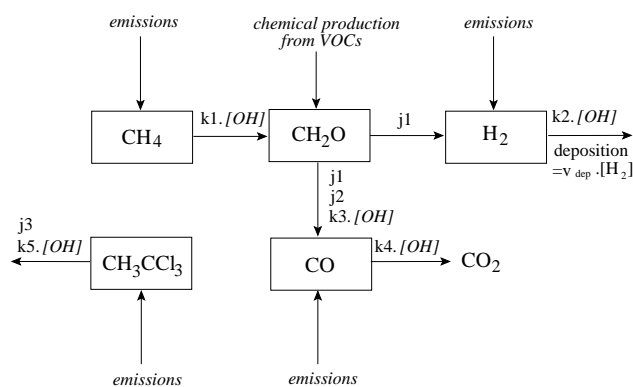 emissions
chemical production
from VOCs
emissions
CH4
k1.[OH]
CH2O
j1
H2
k2.[OH]
deposition
=v dep .[H2]
j1
j2
k3.[OH]
j3
k5.[OH]
CH3CCl3
CO
k4.[OH]
CO2
emissions
emissions